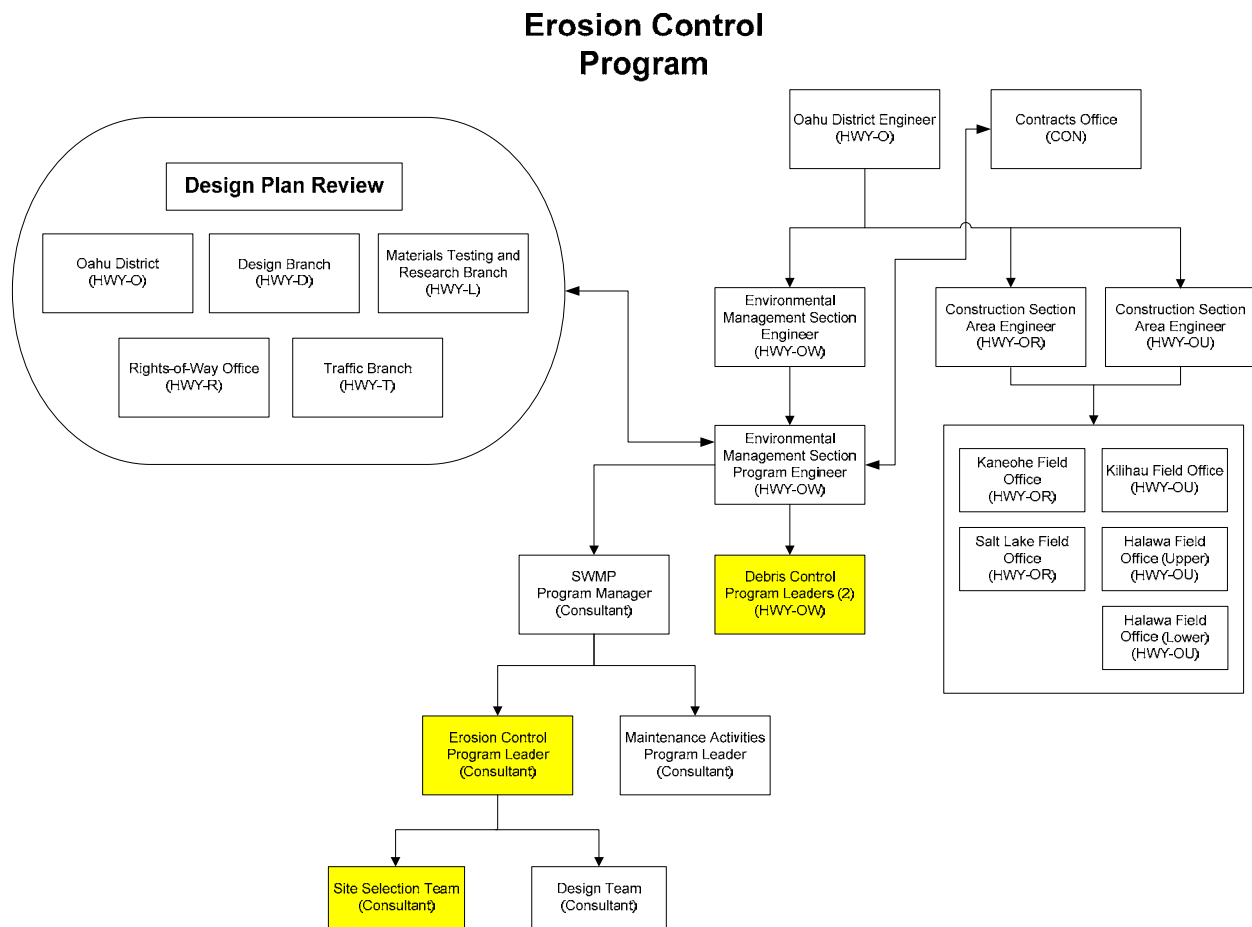 Erosion Control
Program
Oahu District Engineer
(HWY-O)
Contracts Office
(CON)
Design Plan Review
Oahu District
(HWY-O)
Design Branch
(HWY-D)
Materials Testing and
Research Branch
(HWY-L)
Rights-of-Way Office
(HWY-R)
Traffic Branch
(HWY-T)
Environmental
Management Section
Engineer
(HWY-OW)
Construction Section
Area Engineer
(HWY-OR)
Construction Section
Area Engineer
(HWY-OU)
Environmental
Management Section
Program Engineer
(HWY-OW)
Kaneohe Field
Office
(HWY-OR)
Kilihau Field Office
(HWY-OU)
Salt Lake Field
Office
(HWY-OR)
Halawa Field
Office (Upper)
(HWY-OU)
Halawa Field
Office (Lower)
(HWY-OU)
SWMP
Program Manager
(Consultant)
Debris Control
Program Leaders (2)
(HWY-OW)
Erosion Control
Program Leader
(Consultant)
Maintenance Activities
Program Leader
(Consultant)
Site Selection Team
(Consultant)
Design Team
(Consultant)